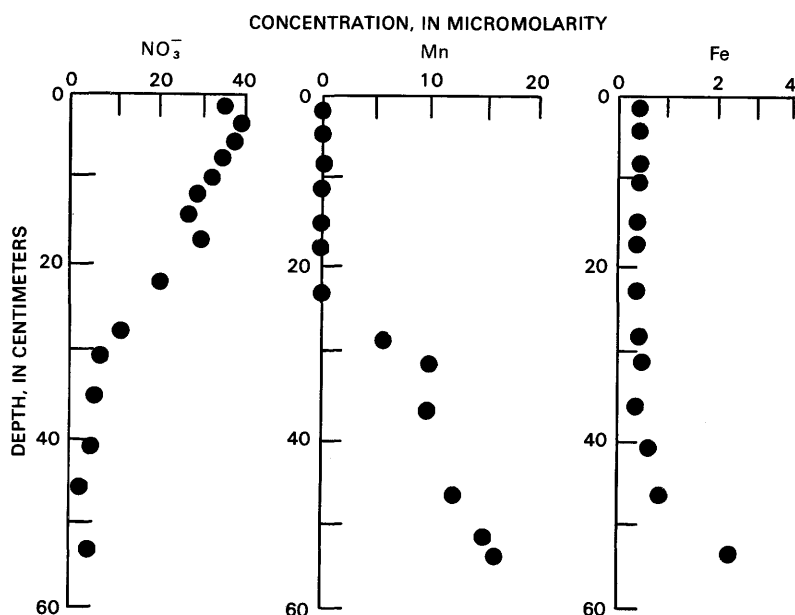 CONCENTRATION, IN MICROMOLARITY
NO₃⁻ Mn Fe
0 20 40 0 10 20 0 2 4
0 0 0
DEPTH, IN CENTIMETERS
20 20 20
40 40 40
60 60 60